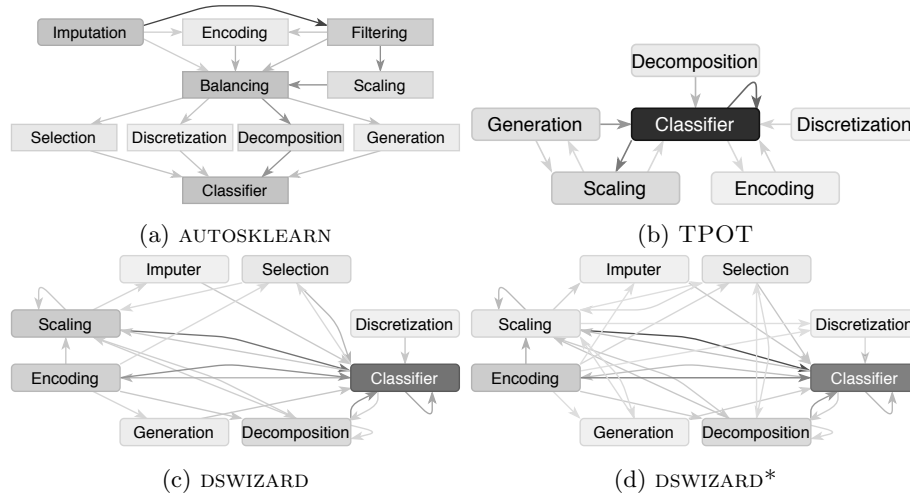 Imputation Encoding Filtering
Balancing Scaling
Selection Discretization Decomposition Generation
Classifier
(a) AUTOSKLEARN
Decomposition
Generation Classifier Discretization
Scaling Encoding
(b) TPOT
Imputer Selection
Scaling Discretization
Encoding Classifier
Generation Decomposition
(c) DSWIZARD
Imputer Selection
Scaling Discretization
Encoding Classifier
Generation Decomposition
(d) DSWIZARD*